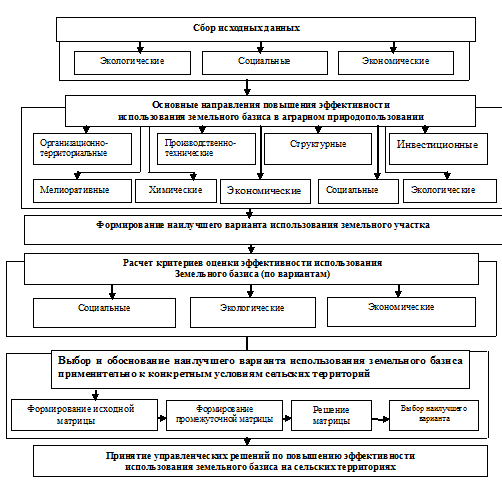 Сбор исходных данных
Экологические
Социальные
Экономические
Основные направления повышения эффективности
использования земельного базиса в аграрном природопользовании
Организационно-
территориальные
Производственно-
технические
Структурные
Инвестиционные
Мелиоративные
Химические
Экономические
Социальные
Экологические
Формирование наилучшего варианта использования земельного участка
Расчет критериев оценки эффективности использования
Земельного базиса (по вариантам)
Социальные
Экологические
Экономические
Выбор и обоснование наилучшего варианта использования земельного базиса
применительно к конкретным условиям сельских территорий
Формирование исходной
матрицы
Формирование
промежуточной матрицы
Решение
матрицы
Выбор наилучшего
варианта
Принятие управленческих решений по повышению эффективности
использования земельного базиса на сельских территориях